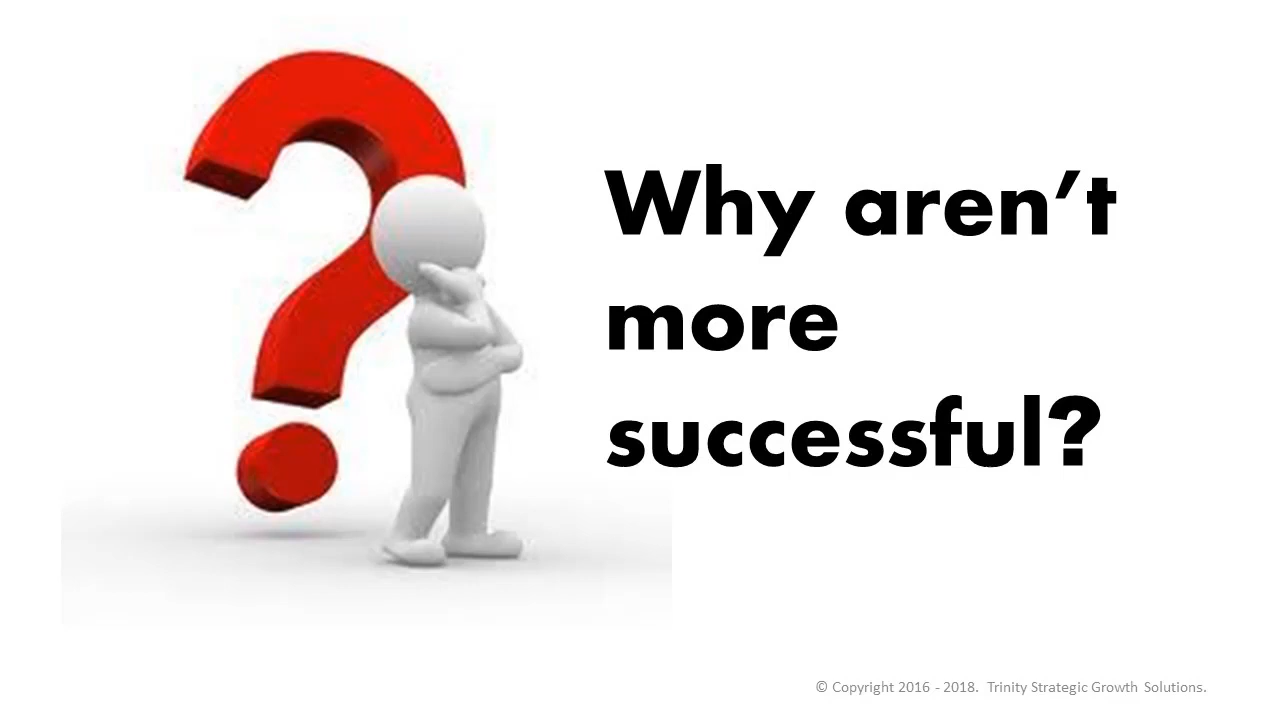 Why aren’t
more
successful?
© Copyright 2016 - 2018. Trinity Strategic Growth Solutions.